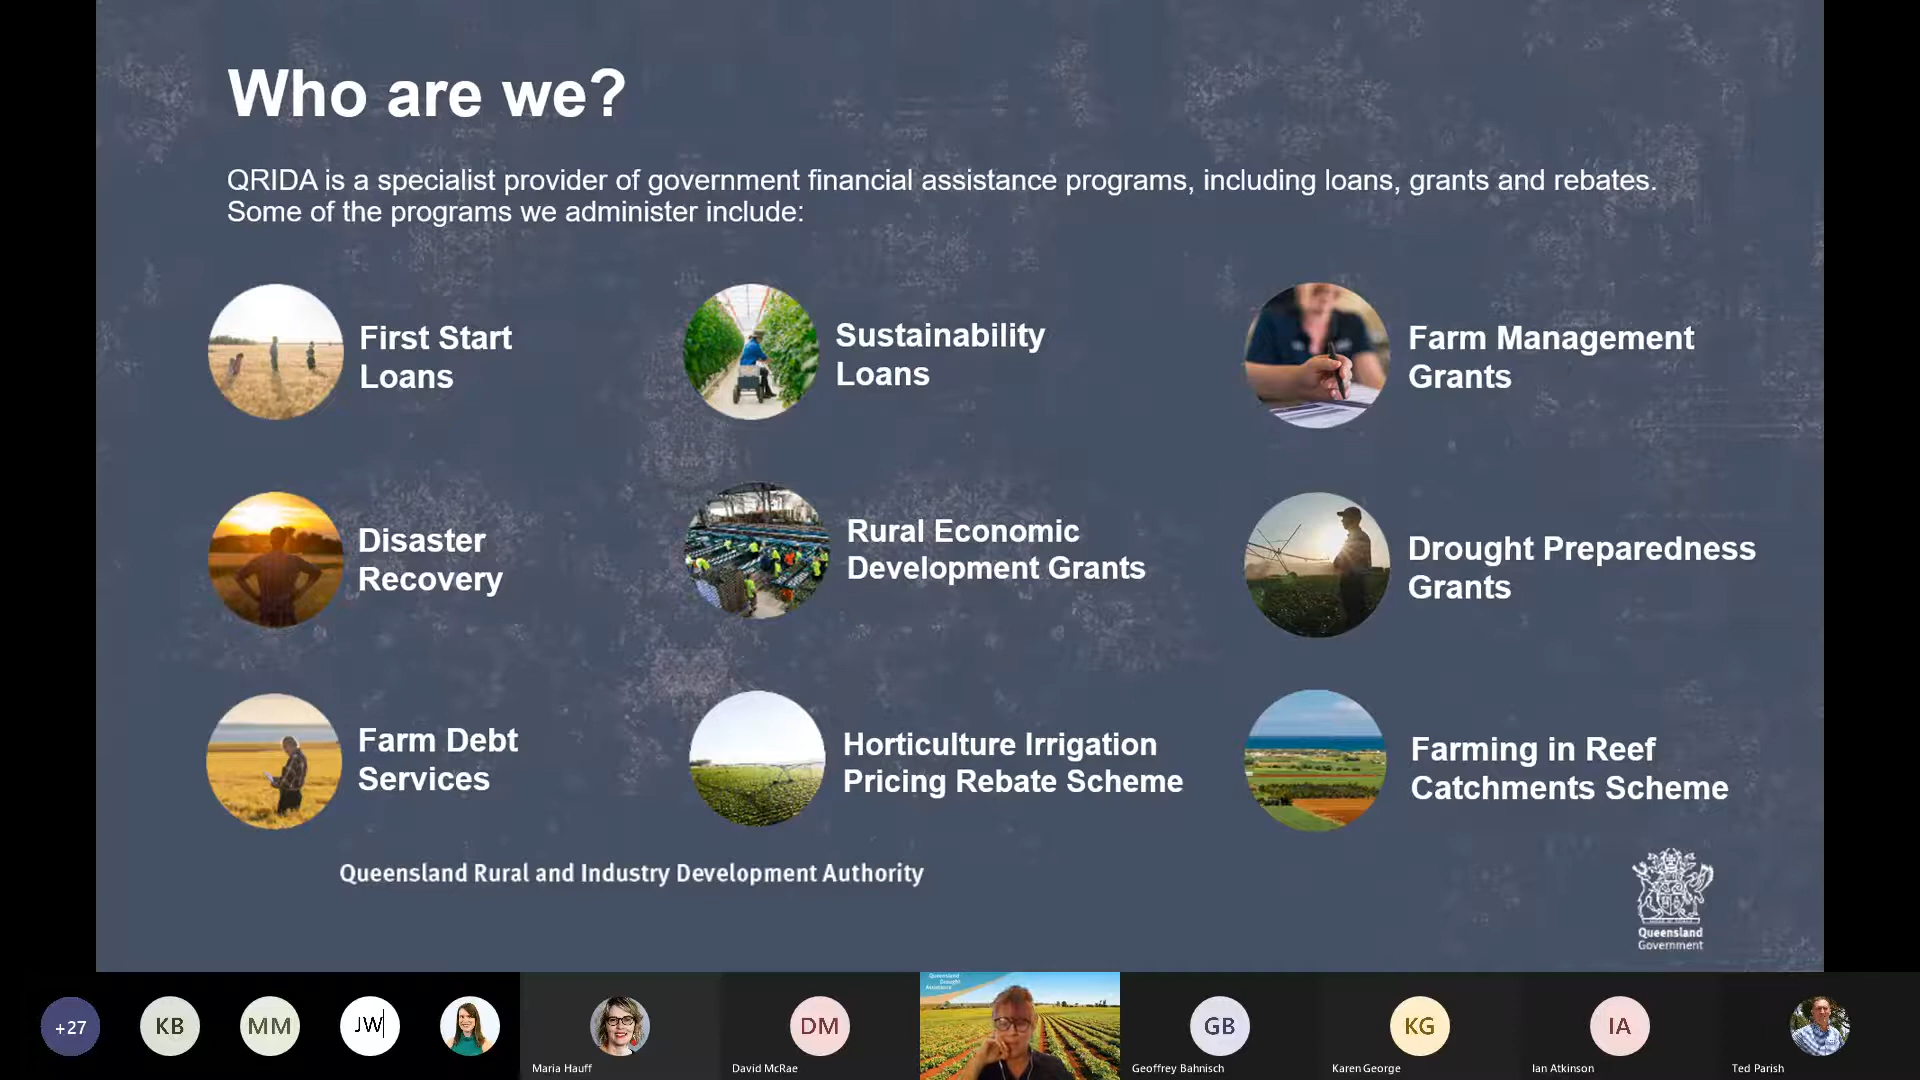 Who are we?
QRIDA is a specialist provider of government financial assistance programs, including loans, grants and rebates.
Some of the programs we administer include:
First Start
Loans
Sustainability
Loans
Farm Management
Grants
Disaster
Recovery
Rural Economic
Development Grants
Drought Preparedness
Grants
Farm Debt
Services
Horticulture Irrigation
Pricing Rebate Scheme
Farming in Reef
Catchments Scheme
Queensland Rural and Industry Development Authority
Queensland
Government
+27
KB
MM
JW
Maria Hauff
DM
David McRae
Queensland
Drought
Assistance
GB
Geoffrey Bahnisch
KG
Karen George
IA
Ian Atkinson
Ted Parish